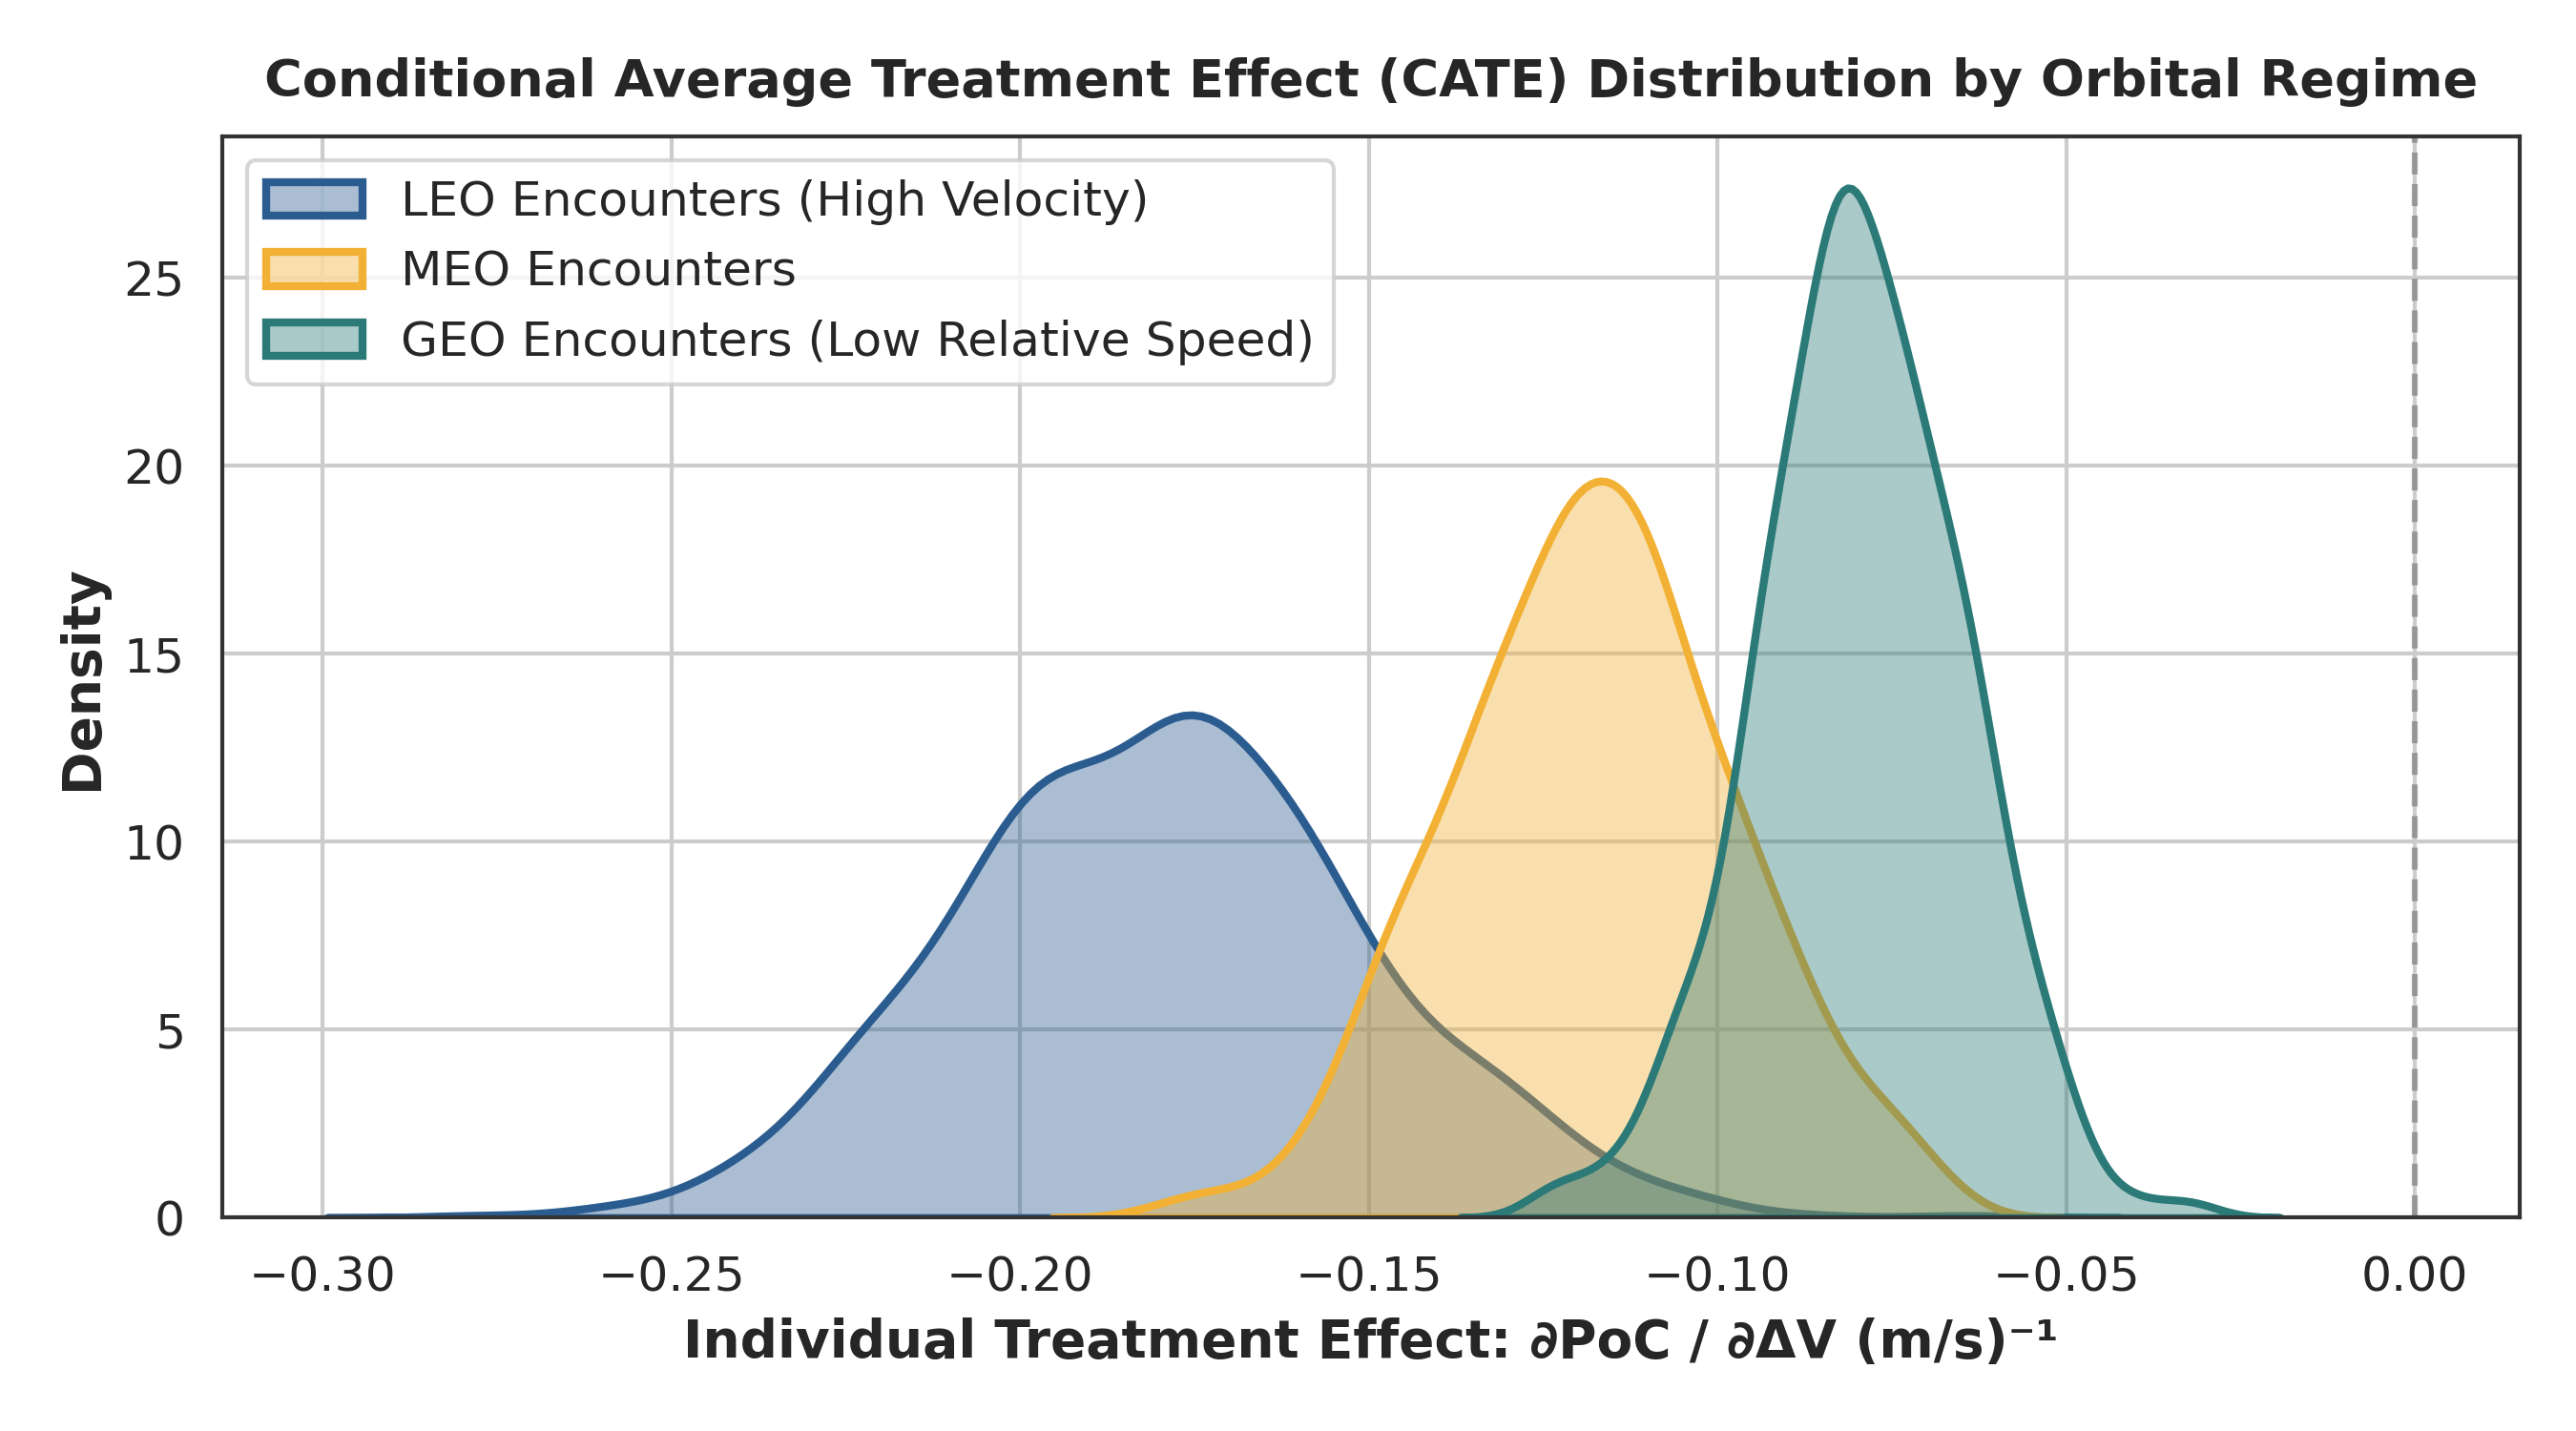 Conditional Average Treatment Effect (CATE) Distribution by Orbital Regime
LEO Encounters (High Velocity)
MEO Encounters
GEO Encounters (Low Relative Speed)
Density
25
20
15
10
5
0
−0.30 −0.25 −0.20 −0.15 −0.10 −0.05 0.00
Individual Treatment Effect: ∂PoC / ∂ΔV (m/s)⁻¹